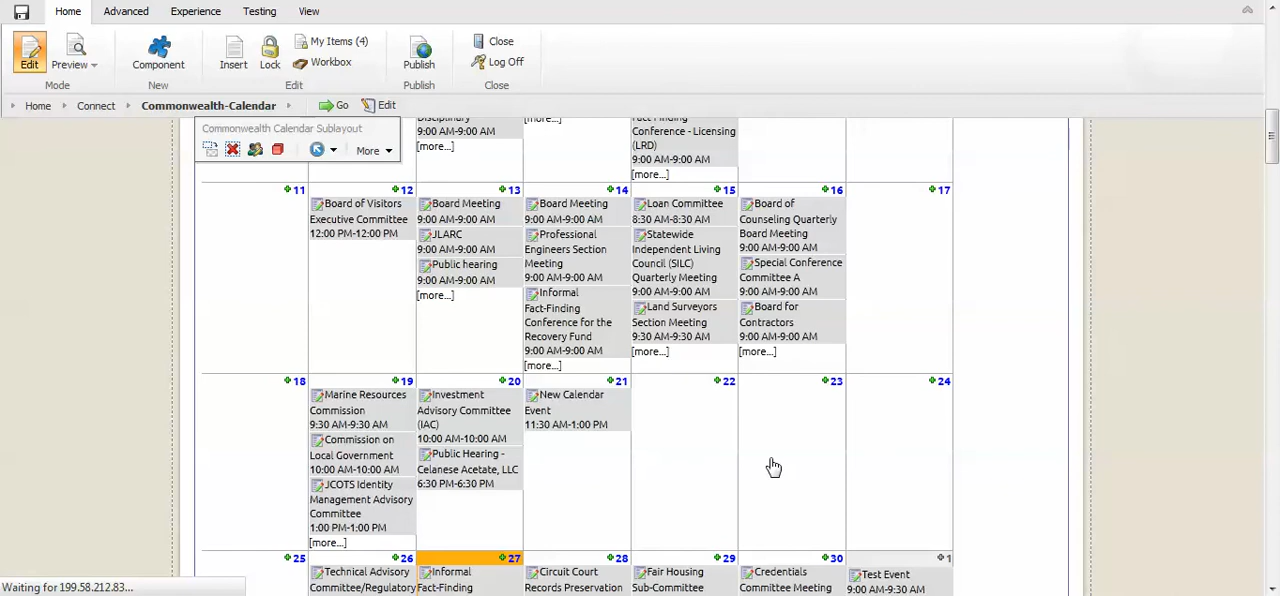 Home Advanced Experience Testing View
Edit Preview Component Insert Lock My Items (4) Workbox Publish Close Log Off
Mode New Edit Publish Close
Home Connect Commonwealth-Calendar Go Edit
Commonwealth Calendar Sublayout
More
Disciplinary
9:00 AM-9:00 AM
[more...]
[more...]
Fact-Finding
Conference - Licensing
(LRD)
9:00 AM-9:00 AM
[more...]
11 12 13 14 15 16 17
Board of Visitors
Executive Committee
12:00 PM-12:00 PM
Board Meeting
9:00 AM-9:00 AM
JLARC
9:00 AM-9:00 AM
Public hearing
9:00 AM-9:00 AM
[more...]
Board Meeting
9:00 AM-9:00 AM
Professional
Engineers Section
Meeting
9:00 AM-9:00 AM
Informal
Fact-Finding
Conference for the
Recovery Fund
9:00 AM-9:00 AM
[more...]
Loan Committee
8:30 AM-8:30 AM
Statewide
Independent Living
Council (SILC)
Quarterly Meeting
9:00 AM-9:00 AM
Land Surveyors
Section Meeting
9:30 AM-9:30 AM
[more...]
Board of
Counseling Quarterly
Board Meeting
9:00 AM-9:00 AM
Special Conference
Committee A
9:00 AM-9:00 AM
Board for
Contractors
9:00 AM-9:00 AM
[more...]
18 19 20 21 22 23 24
Marine Resources
Commission
9:30 AM-9:30 AM
Commission on
Local Government
10:00 AM-10:00 AM
JCOTS Identity
Management Advisory
Committee
1:00 PM-1:00 PM
[more...]
Investment
Advisory Committee
(IAC)
10:00 AM-10:00 AM
Public Hearing -
Celanese Acetate, LLC
6:30 PM-6:30 PM
New Calendar
Event
11:30 AM-1:00 PM
25 26 27 28 29 30 1
Technical Advisory
Committee/Regulatory
Informal
Fact-Finding
Circuit Court
Records Preservation
Fair Housing
Sub-Committee
Credentials
Committee Meeting
Test Event
9:00 AM-9:30 AM
Waiting for 199.58.212.83...